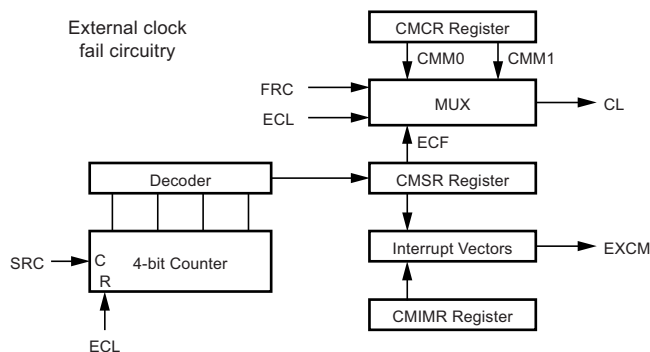 External clock
fail circuitry
CMCR Register
CMM0
CMM1
FRC
MUX
CL
ECL
ECF
Decoder
CMSR Register
SRC
C
4-bit Counter
R
Interrupt Vectors
EXCM
CMIMR Register
ECL